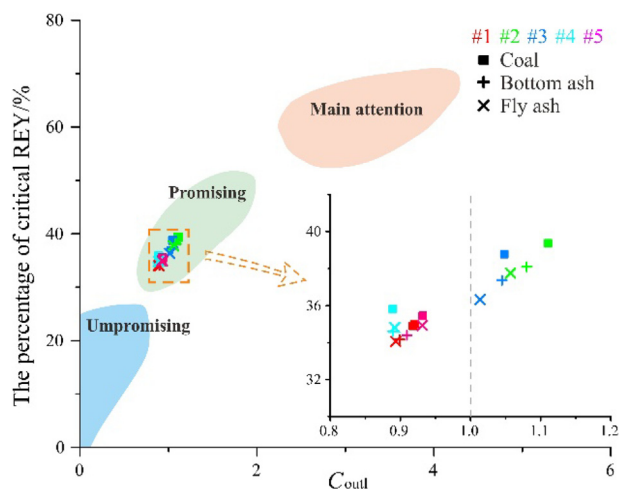 The percentage of critical REY/%
80
60
40
20
0
0
2
4
6
Coutl
#1 #2 #3 #4 #5
Coal
Bottom ash
Fly ash
Main attention
Promising
Unpromising
40
36
32
0.8
0.9
1.0
1.1
1.2